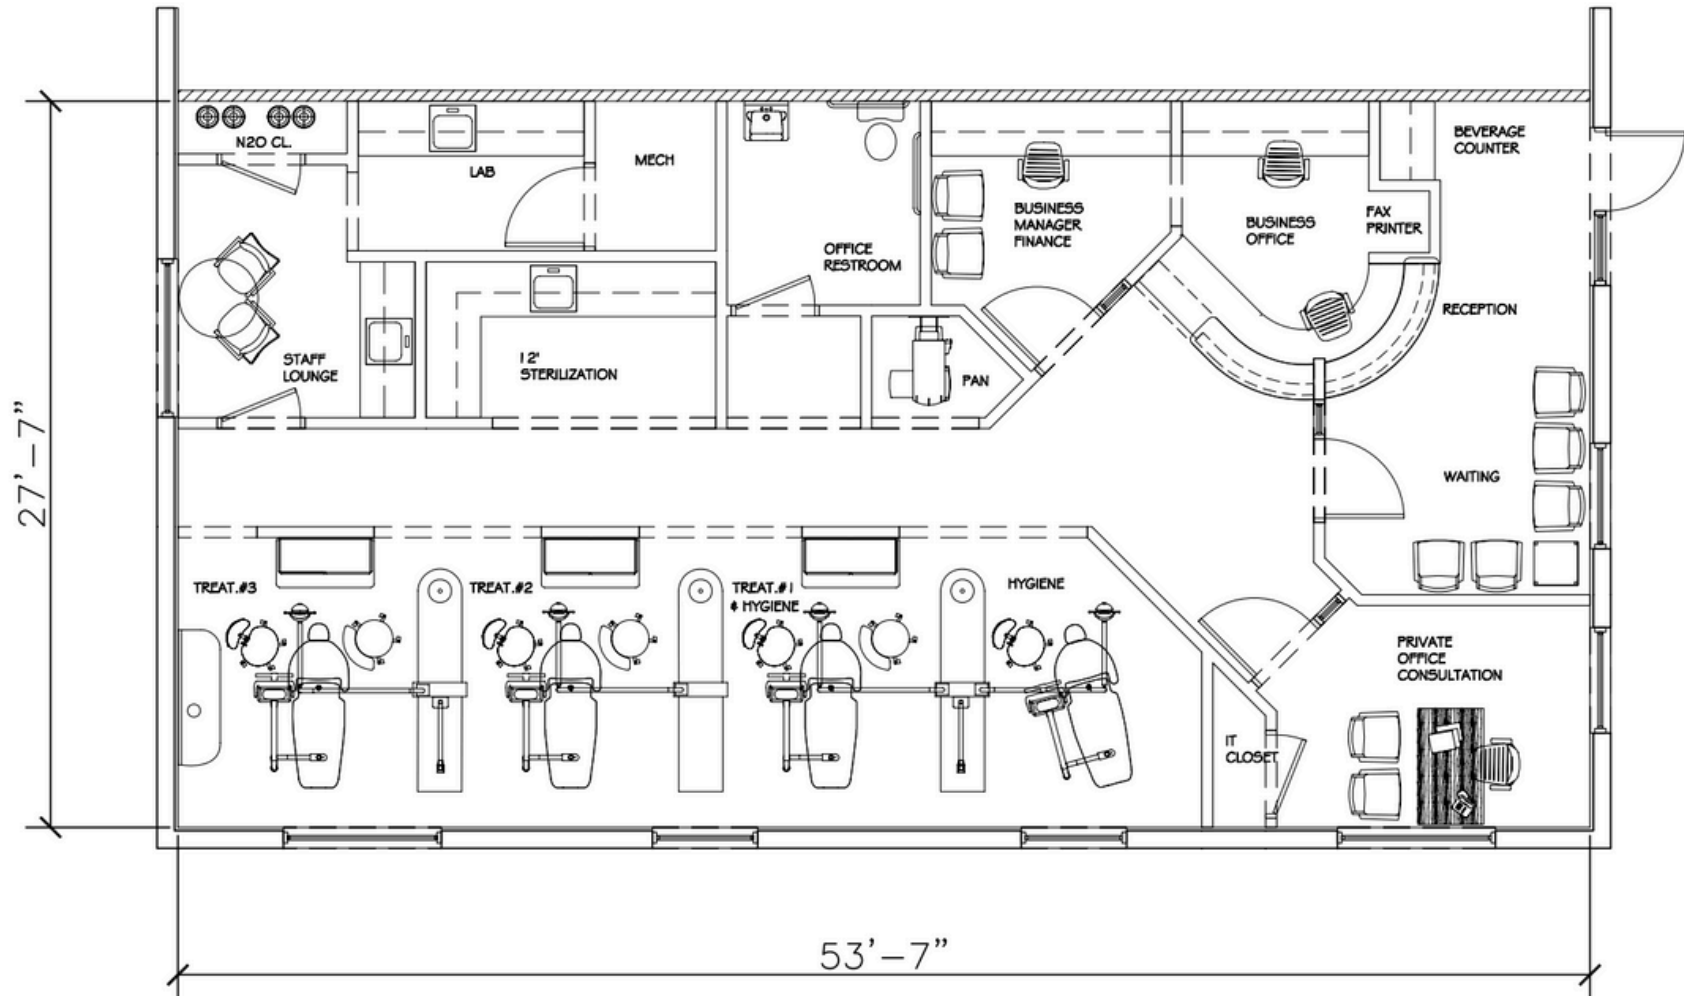 N2O CL.
LAB
MECH
OFFICE
RESTROOM
BUSINESS
MANAGER
FINANCE
BUSINESS
OFFICE
FAX
PRINTER
BEVERAGE
COUNTER
RECEPTION
STAFF
LOUNGE
12'
STERILIZATION
PAN
WAITING
27'-7"
TREAT.#3
TREAT.#2
TREAT.#1
& HYGIENE
HYGIENE
PRIVATE
OFFICE
CONSULTATION
IT
CLOSET
53'-7"